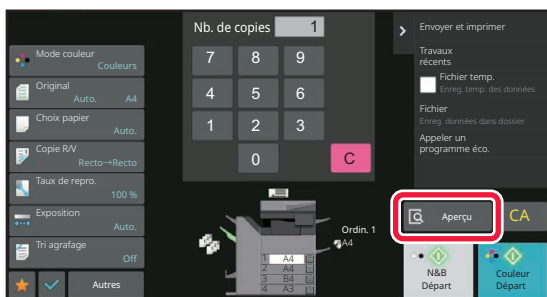 Mode couleur
Couleurs
Original
Auto. A4
Choix papier
Auto.
Copie R/V
Recto→Recto
Taux de repro.
100 %
Exposition
Auto.
Tri agrafage
Off
Autres
Nb. de copies 1
7 8 9
4 5 6
1 2 3
0 C
Ordin. 1
A4
1 A4
2 A4
3 B4
4 A3
Envoyer et imprimer
Travaux
récents
Fichier temp.
Enreg. temp. des données
Fichier
Enreg. données dans dossier
Appeler un
programme éco.
Aperçu
CA
N&B
Départ
Couleur
Départ